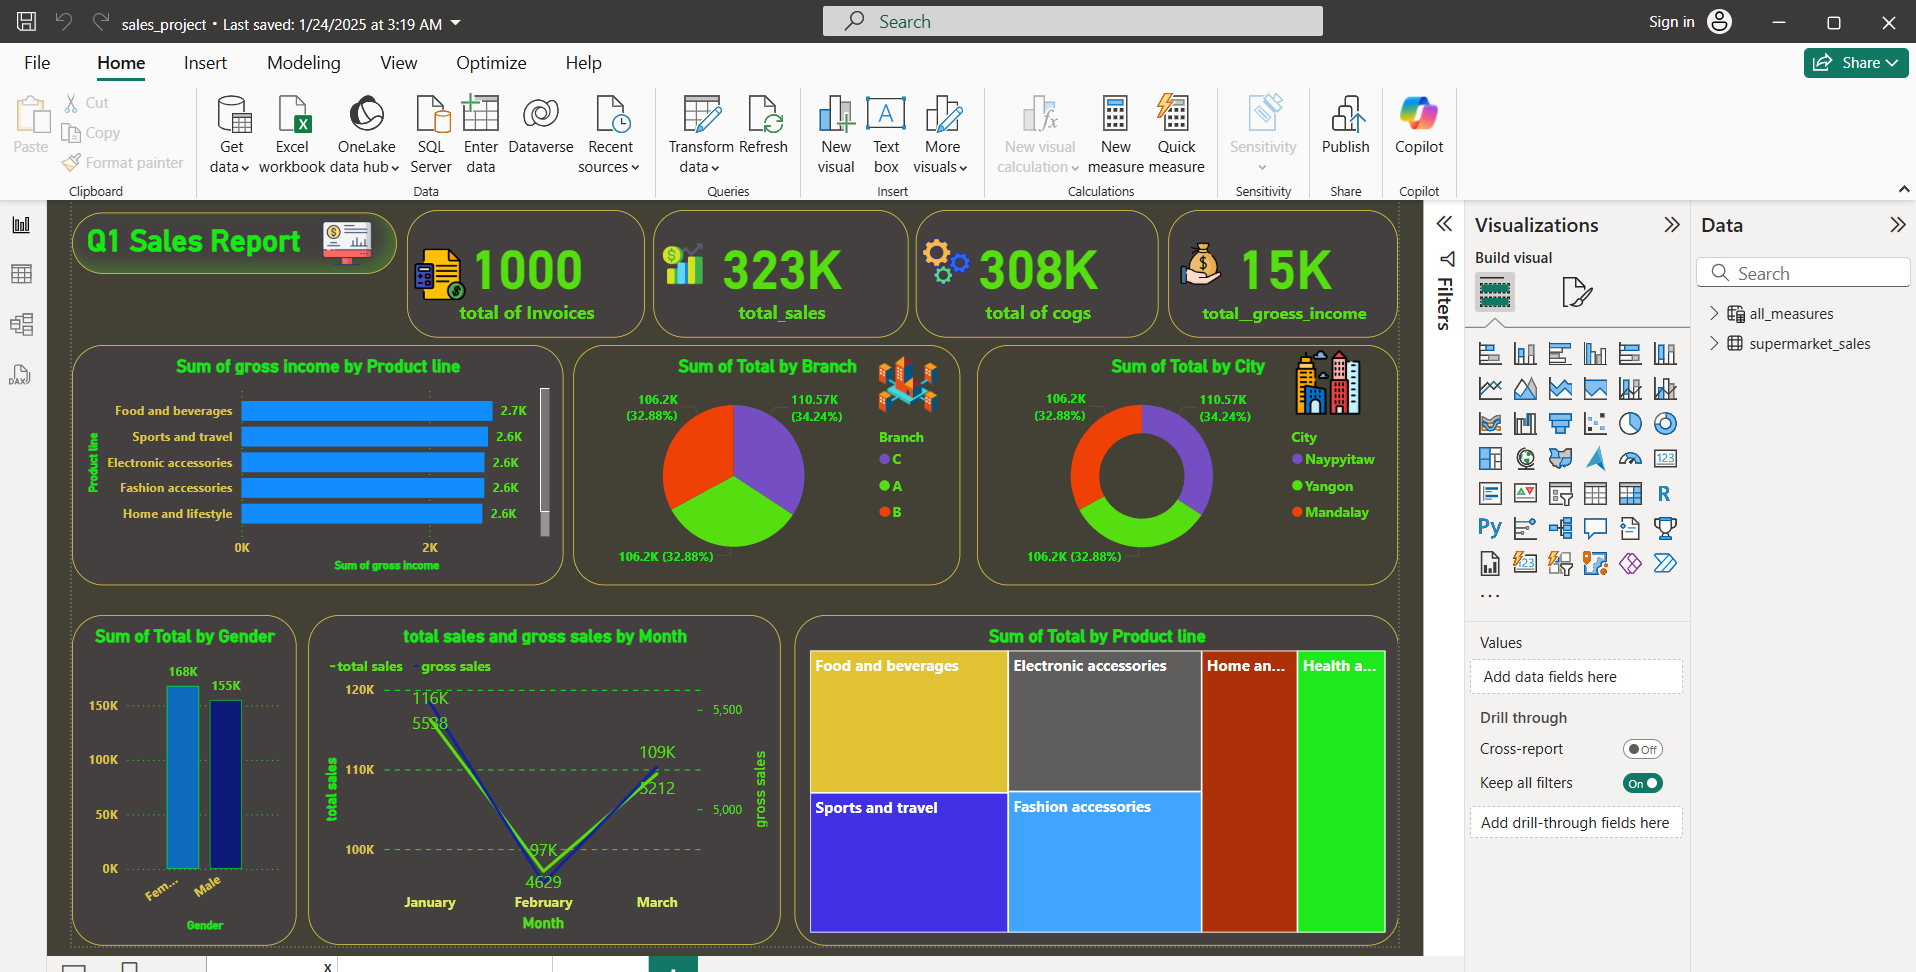 sales_project • Last saved: 1/24/2025 at 3:19 AM
Search
Sign in
File Home Insert Modeling View Optimize Help
Share
Paste
Cut
Copy
Format painter
Clipboard
Get data
Excel workbook
OneLake data hub
SQL Server
Enter data
Dataverse
Recent sources
Data
Transform data
Refresh
Queries
New visual
Text box
More visuals
Insert
New visual calculation
New measure
Quick measure
Calculations
Sensitivity
Sensitivity
Publish
Share
Copilot
Copilot
Q1 Sales Report
1000
total of Invoices
323K
total_sales
308K
total of cogs
15K
total__groess_income
Sum of gross income by Product line
Product line
Food and beverages 2.7K
Sports and travel 2.6K
Electronic accessories 2.6K
Fashion accessories 2.6K
Home and lifestyle 2.6K
0K 2K
Sum of gross income
Sum of Total by Branch
106.2K
(32.88%)
110.57K
(34.24%)
106.2K (32.88%)
Branch
C
A
B
Sum of Total by City
106.2K
(32.88%)
110.57K
(34.24%)
106.2K (32.88%)
City
Naypyitaw
Yangon
Mandalay
Sum of Total by Gender
168K
155K
150K
100K
50K
0K
Fem...
Male
Gender
total sales and gross sales by Month
total sales gross sales
120K
110K
100K
total sales
116K
5538
97K
4629
109K
5212
5,500
5,000
gross sales
January February March
Month
Sum of Total by Product line
Food and beverages
Electronic accessories
Home an...
Health a...
Sports and travel
Fashion accessories
Filters
Visualizations
Build visual
123
R
Py
123
...
Values
Add data fields here
Drill through
Cross-report Off
Keep all filters On
Add drill-through fields here
Data
Search
all_measures
supermarket_sales
DAX
x
+